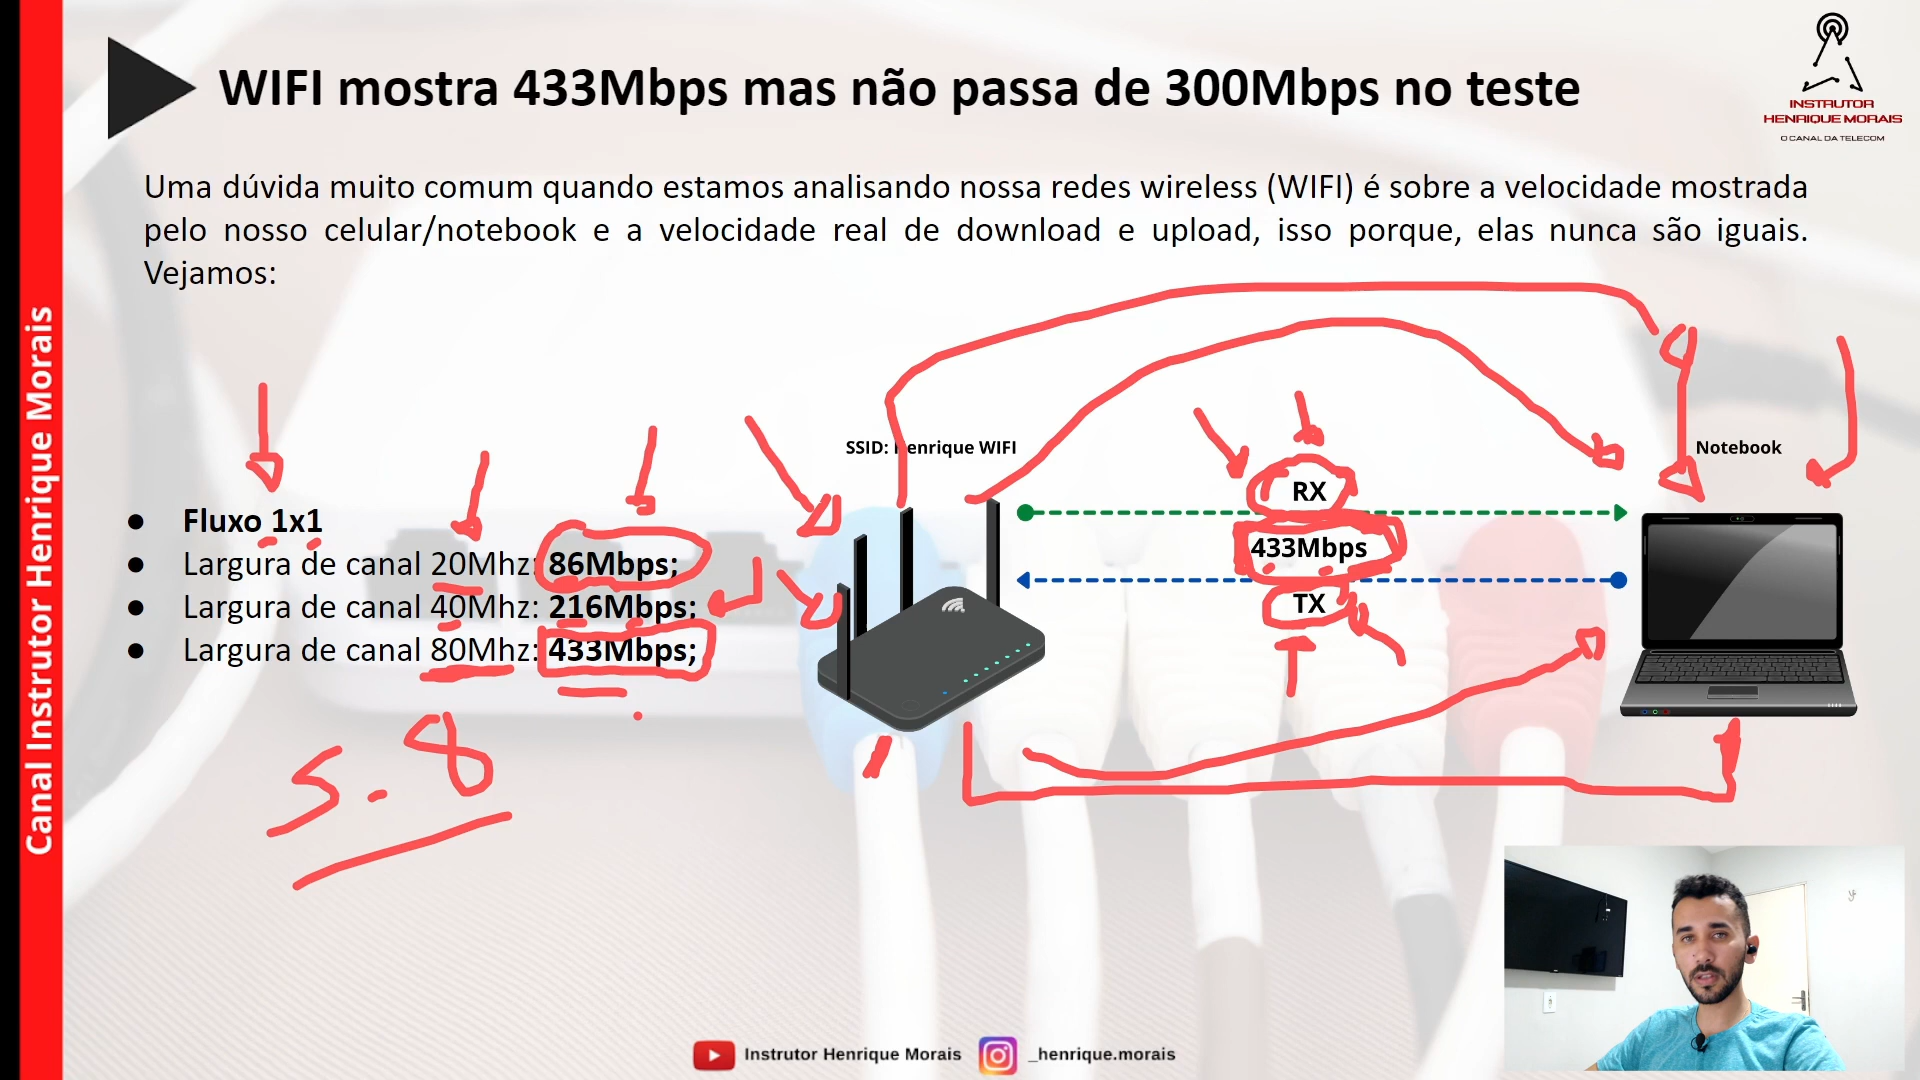 WIFI mostra 433Mbps mas não passa de 300Mbps no teste
INSTRUTOR
HENRIQUE MORAIS
O CANAL DA TELECOM
Uma dúvida muito comum quando estamos analisando nossa redes wireless (WIFI) é sobre a velocidade mostrada
pelo nosso celular/notebook e a velocidade real de download e upload, isso porque, elas nunca são iguais.
Vejamos:
Canal Instrutor Henrique Morais
SSID: Henrique WIFI
Notebook
RX
433Mbps
TX
● Fluxo 1x1
● Largura de canal 20Mhz: 86Mbps;
● Largura de canal 40Mhz: 216Mbps;
● Largura de canal 80Mhz: 433Mbps;
5.8
Instrutor Henrique Morais
_henrique.morais